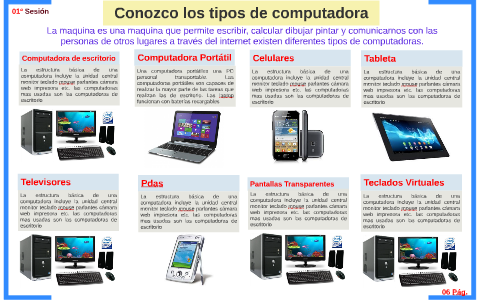 01º Sesión
Conozco los tipos de computadora
La maquina es una maquina que permite escribir, calcular dibujar pintar y comunicarnos con las
personas de otros lugares a través del internet existen diferentes tipos de computadoras.
Computadora de escritorio
La estructura básica de una
computadora incluye la unidad central
monitor teclado mouse parlantes cámara
web impresora etc. las computadoras
mas usadas son las computadoras de
escritorio
Computadora Portátil
Una computadora portátil es una PC
personal transportable. Las
computadoras portátiles son capaces de
realizar la mayor parte de las tareas que
realizan las de escritorio. Las laptop
funcionan con baterías recargables
Celulares
La estructura básica de una
computadora incluye la unidad central
monitor teclado mouse parlantes cámara
web impresora etc. las computadoras
mas usadas son las computadoras de
escritorio
Tableta
La estructura básica de una
computadora incluye la unidad central
monitor teclado mouse parlantes cámara
web impresora etc. las computadoras
mas usadas son las computadoras de
escritorio
Televisores
La estructura básica de una
computadora incluye la unidad central
monitor teclado mouse parlantes cámara
web impresora etc. las computadoras
mas usadas son las computadoras de
escritorio
Pdas
La estructura básica de una
computadora incluye la unidad central
monitor teclado mouse parlantes cámara
web impresora etc. las computadoras
mas usadas son las computadoras de
escritorio
Pantallas Transparentes
La estructura básica de una
computadora incluye la unidad central
monitor teclado mouse parlantes cámara
web impresora etc. las computadoras
mas usadas son las computadoras de
escritorio
Teclados Virtuales
La estructura básica de una
computadora incluye la unidad central
monitor teclado mouse parlantes cámara
web impresora etc. las computadoras
mas usadas son las computadoras de
escritorio
06 Pág.